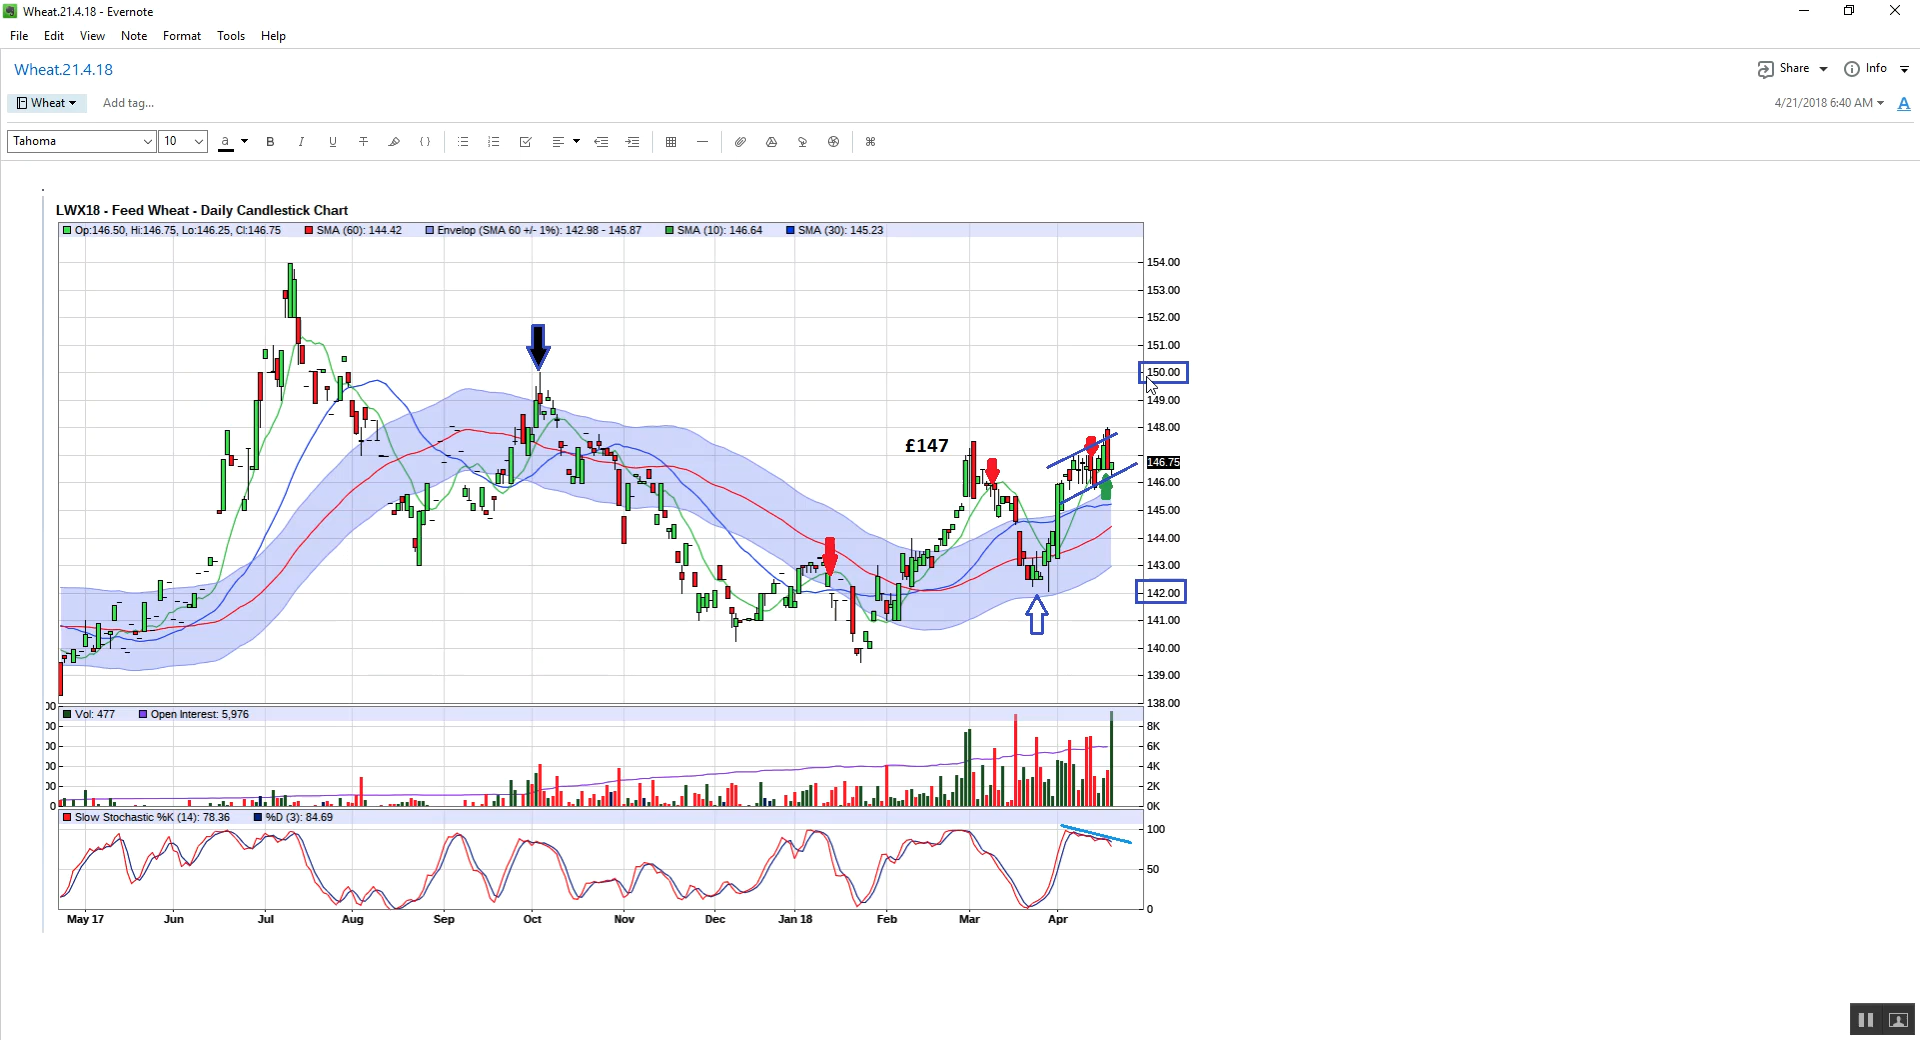 Wheat.21.4.18 - Evernote
File Edit View Note Format Tools Help
Wheat.21.4.18
Share Info
Wheat Add tag...
4/21/2018 6:40 AM A
Tahoma 10 a B I U T { }
LWX18 - Feed Wheat - Daily Candlestick Chart
Op:146.50, Hi:146.75, Lo:146.25, Cl:146.75 SMA (60): 144.42 Envelop (SMA 60 +/- 1%): 142.98 - 145.87 SMA (10): 146.64 SMA (30): 145.23
154.00
153.00
152.00
151.00
150.00
149.00
148.00
£147
146.75
146.00
145.00
144.00
143.00
142.00
141.00
140.00
139.00
138.00
Vol: 477 Open Interest: 5,976
00
00
00
00
00
0
8K
6K
4K
2K
0K
Slow Stochastic %K (14): 78.36 %D (3): 84.69
100
50
0
May 17 Jun Jul Aug Sep Oct Nov Dec Jan 18 Feb Mar Apr